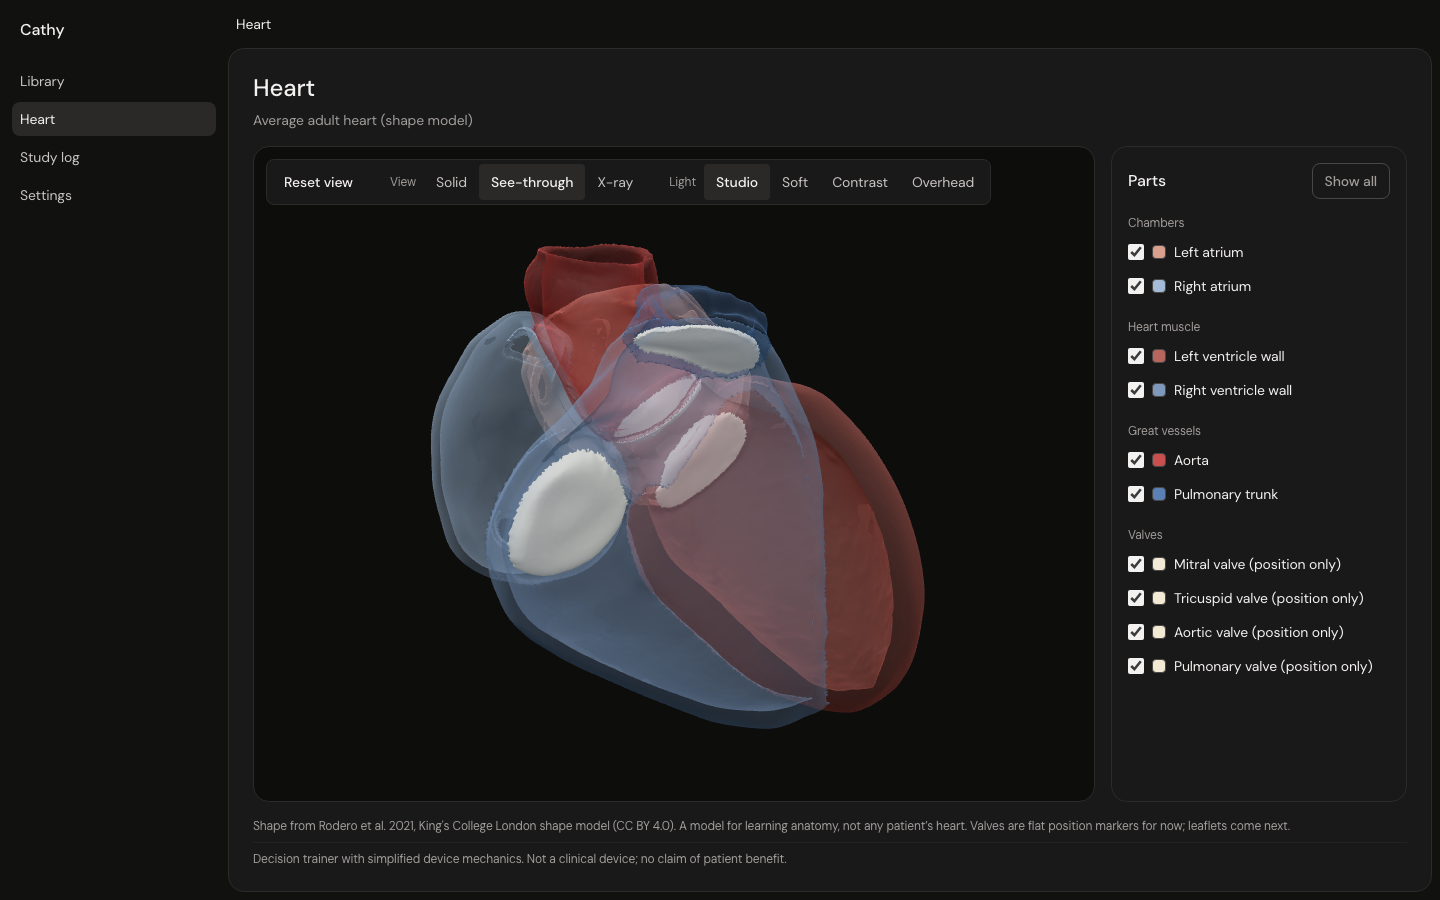 Cathy
Library
Heart
Study log
Settings
Heart
Heart
Average adult heart (shape model)
Reset view View Solid See-through X-ray Light Studio Soft Contrast Overhead
Parts Show all
Chambers
Left atrium
Right atrium
Heart muscle
Left ventricle wall
Right ventricle wall
Great vessels
Aorta
Pulmonary trunk
Valves
Mitral valve (position only)
Tricuspid valve (position only)
Aortic valve (position only)
Pulmonary valve (position only)
Shape from Rodero et al. 2021, King's College London shape model (CC BY 4.0). A model for learning anatomy, not any patient's heart. Valves are flat position markers for now; leaflets come next.
Decision trainer with simplified device mechanics. Not a clinical device; no claim of patient benefit.